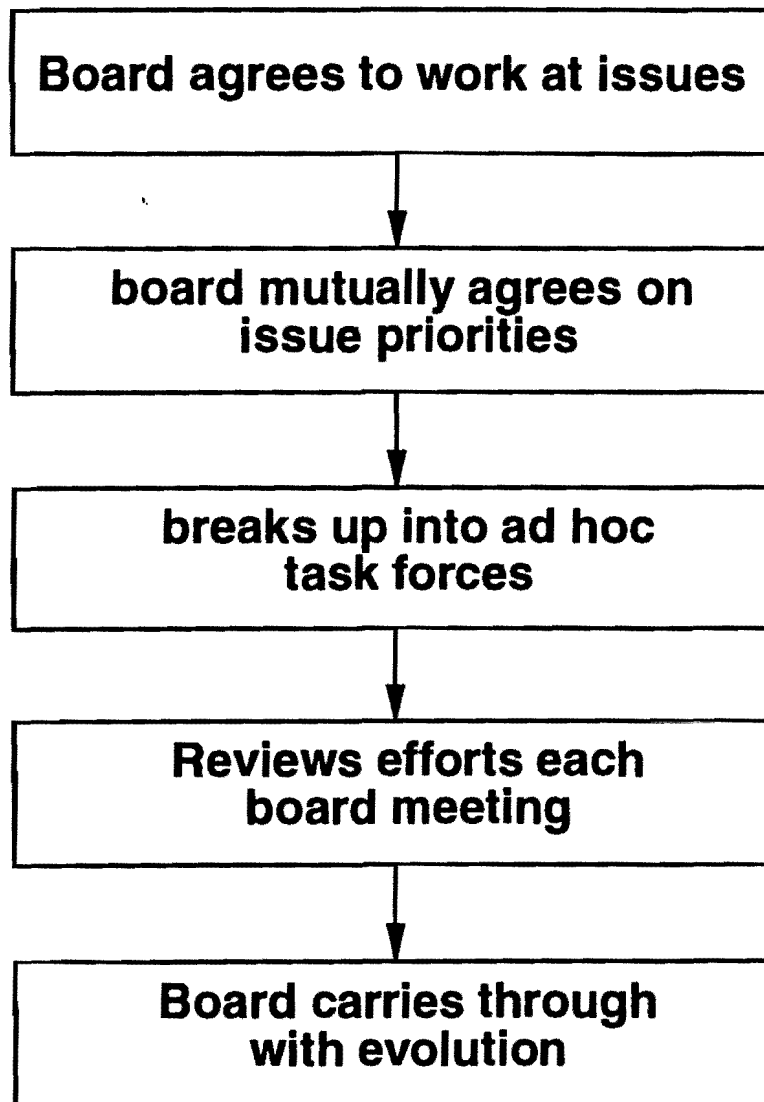 Board agrees to work at issues
board mutually agrees on
issue priorities
breaks up into ad hoc
task forces
Reviews efforts each
board meeting
Board carries through
with evolution